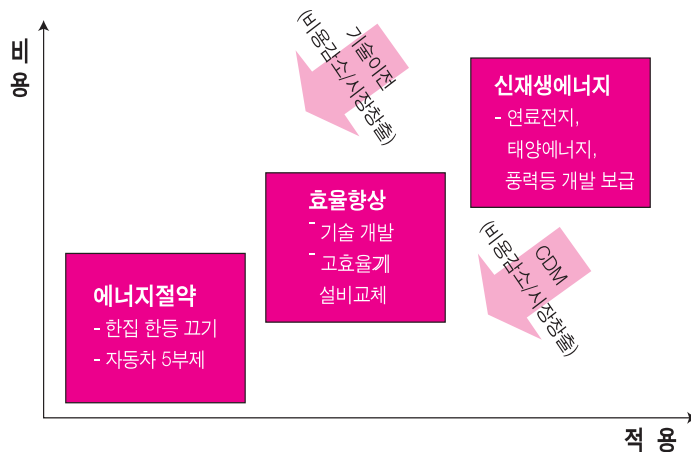 비
용
기술이전
(비용감소/시장창출)
신재생에너지
- 연료전지,
태양에너지,
풍력등 개발 보급
효율향상
- 기술 개발
- 고효율기계
설비교체
CDM
(비용감소/시장창출)
에너지절약
- 한집 한등 끄기
- 자동차 5부제
적 용